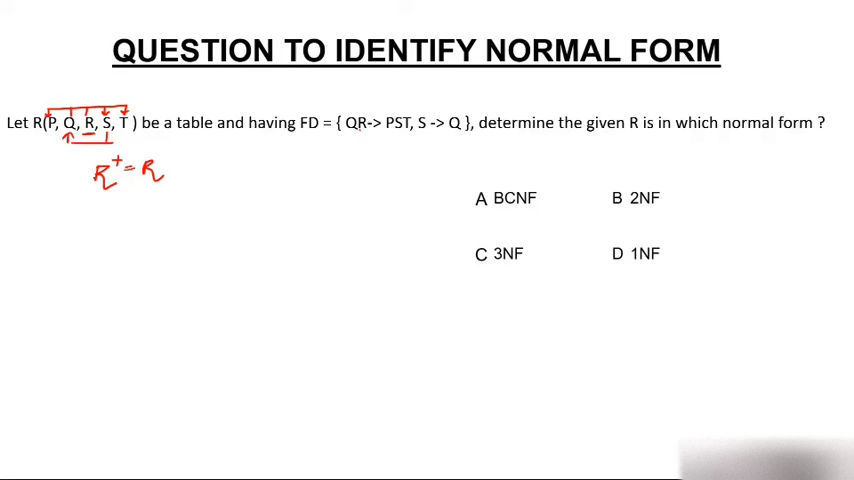 QUESTION TO IDENTIFY NORMAL FORM
Let R(P, Q, R, S, T ) be a table and having FD = { QR-> PST, S -> Q }, determine the given R is in which normal form ?
R+ = R
A BCNF B 2NF
C 3NF D 1NF